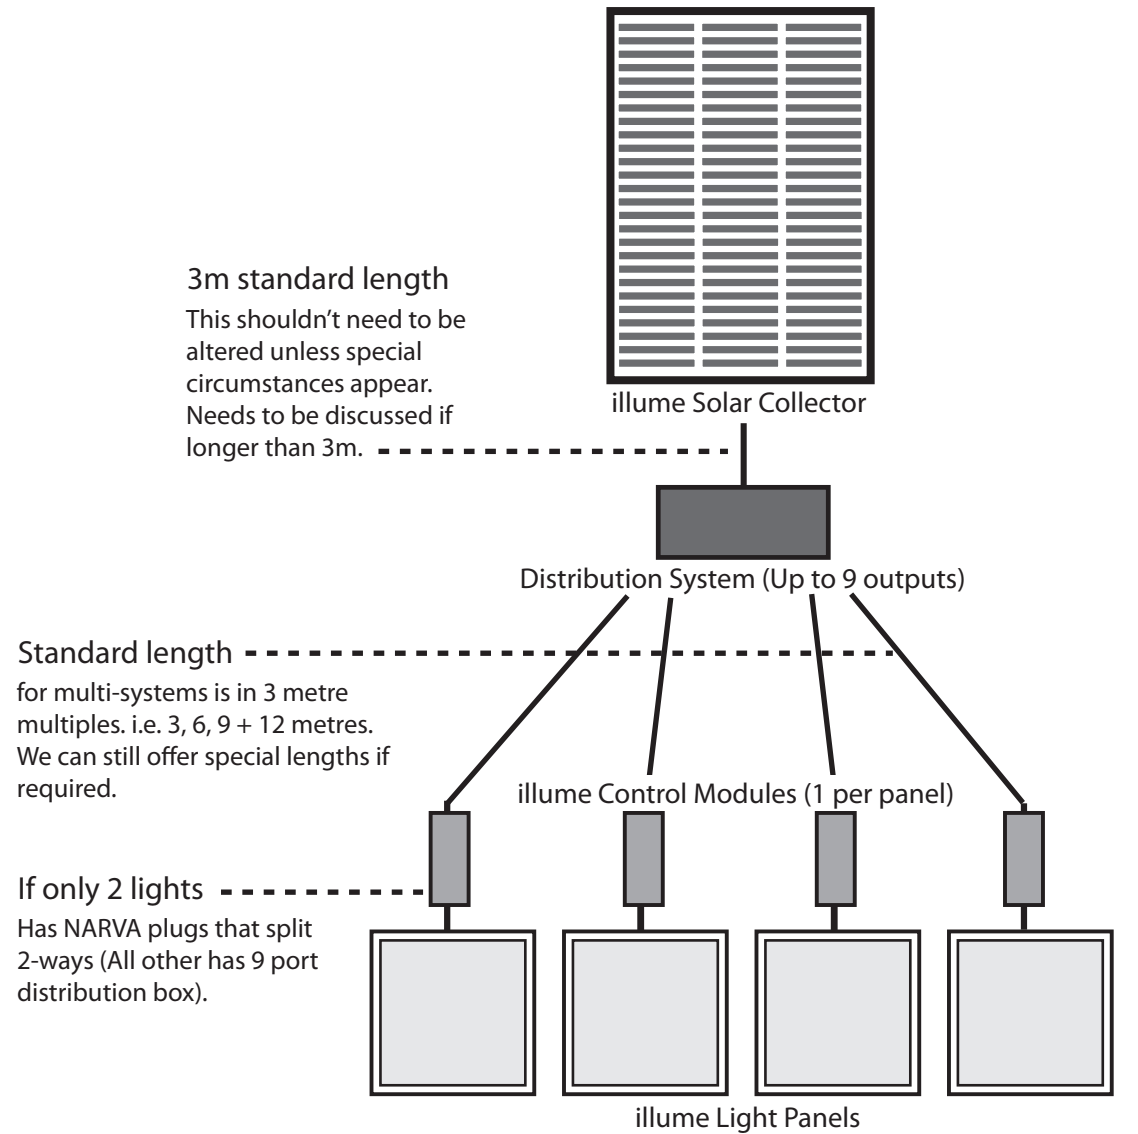 3m standard length
This shouldn't need to be
altered unless special
circumstances appear.
Needs to be discussed if
longer than 3m.
illume Solar Collector
Distribution System (Up to 9 outputs)
Standard length
for multi-systems is in 3 metre
multiples. i.e. 3, 6, 9 + 12 metres.
We can still offer special lengths if
required.
illume Control Modules (1 per panel)
If only 2 lights
Has NARVA plugs that split
2-ways (All other has 9 port
distribution box).
illume Light Panels